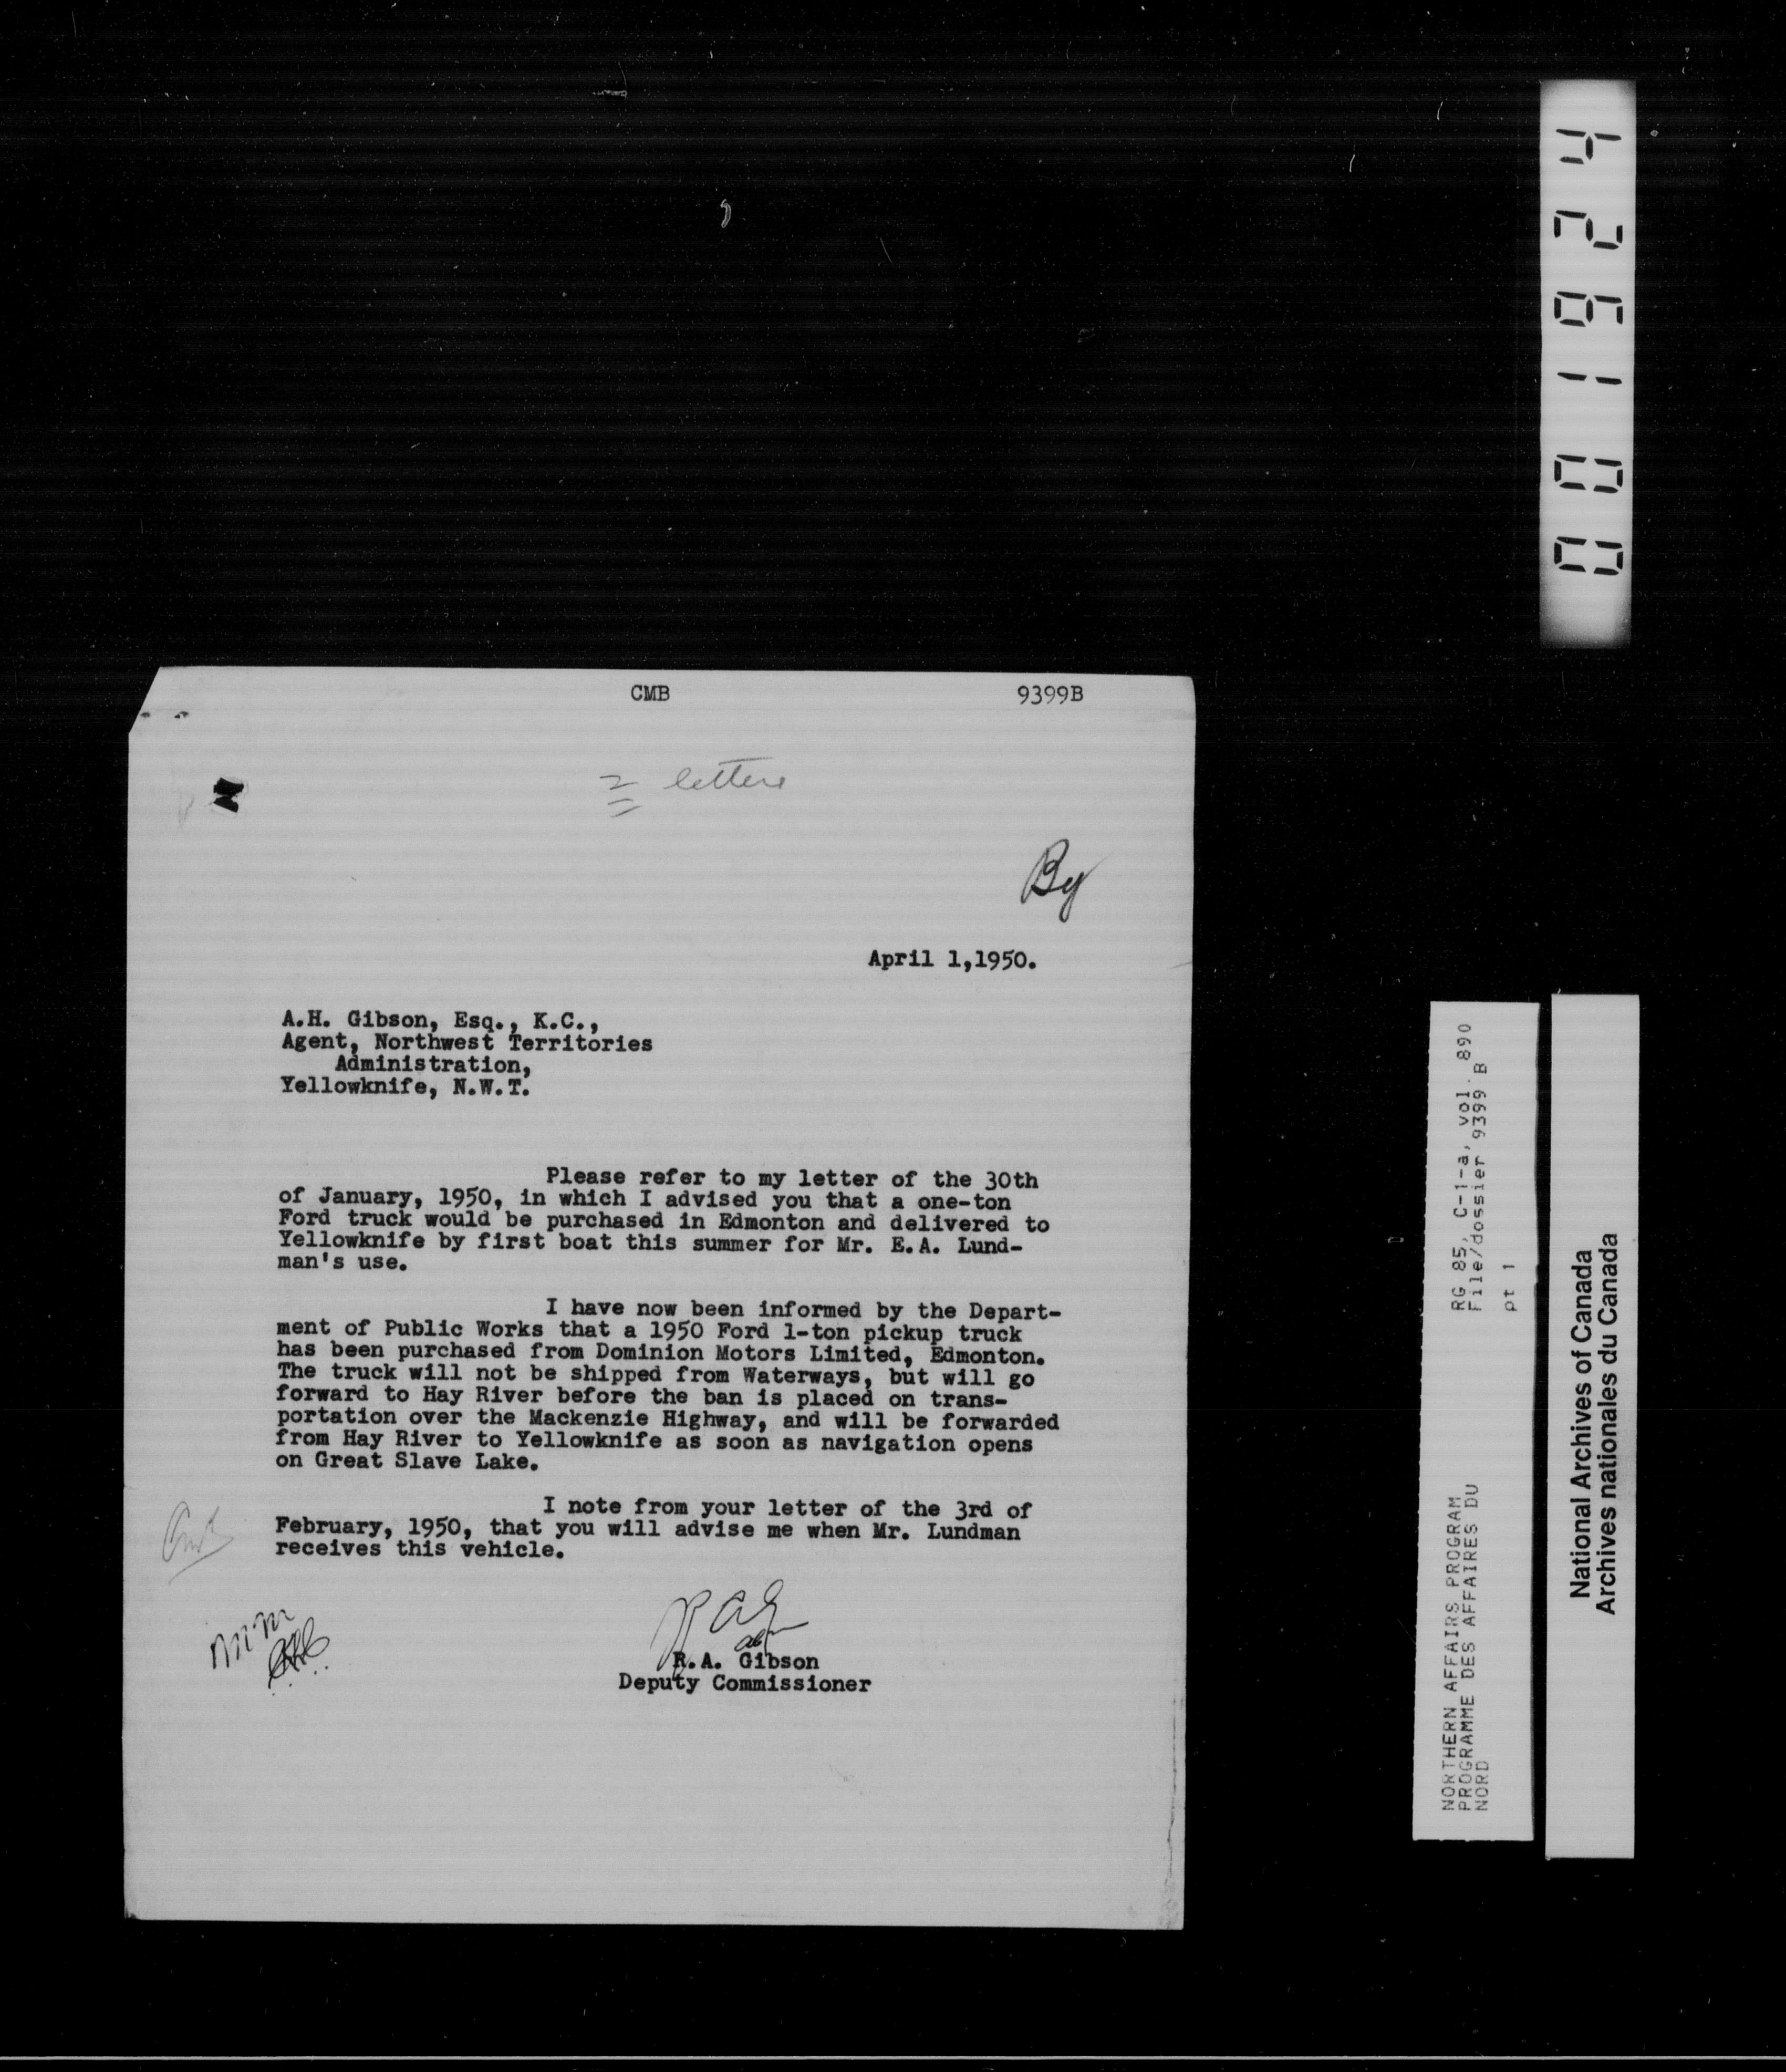 CMB 9399B
2 letters
By
April 1,1950.
A.H. Gibson, Esq., K.C.,
Agent, Northwest Territories
Administration,
Yellowknife, N.W.T.
Please refer to my letter of the 30th
of January, 1950, in which I advised you that a one-ton
Ford truck would be purchased in Edmonton and delivered to
Yellowknife by first boat this summer for Mr. E.A. Lund-
man's use.
I have now been informed by the Depart-
ment of Public Works that a 1950 Ford 1-ton pickup truck
has been purchased from Dominion Motors Limited, Edmonton.
The truck will not be shipped from Waterways, but will go
forward to Hay River before the ban is placed on trans-
portation over the Mackenzie Highway, and will be forwarded
from Hay River to Yellowknife as soon as navigation opens
on Great Slave Lake.
I note from your letter of the 3rd of
February, 1950, that you will advise me when Mr. Lundman
receives this vehicle.
RAG
R.A. Gibson
Deputy Commissioner
001624
RG 85, C-1-a, vol. 890
File/dossier 9399 B
pt 1
NORTHERN AFFAIRS PROGRAM
PROGRAMME DES AFFAIRES DU
NORD
National Archives of Canada
Archives nationales du Canada